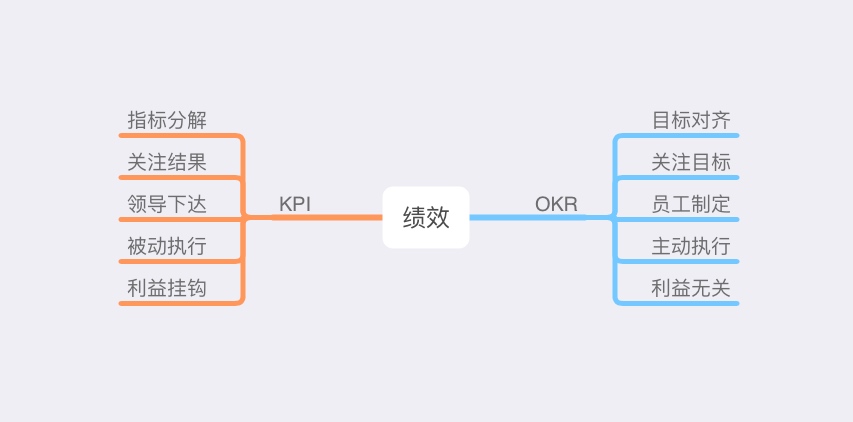 绩效
KPI
指标分解
关注结果
领导下达
被动执行
利益挂钩
OKR
目标对齐
关注目标
员工制定
主动执行
利益无关